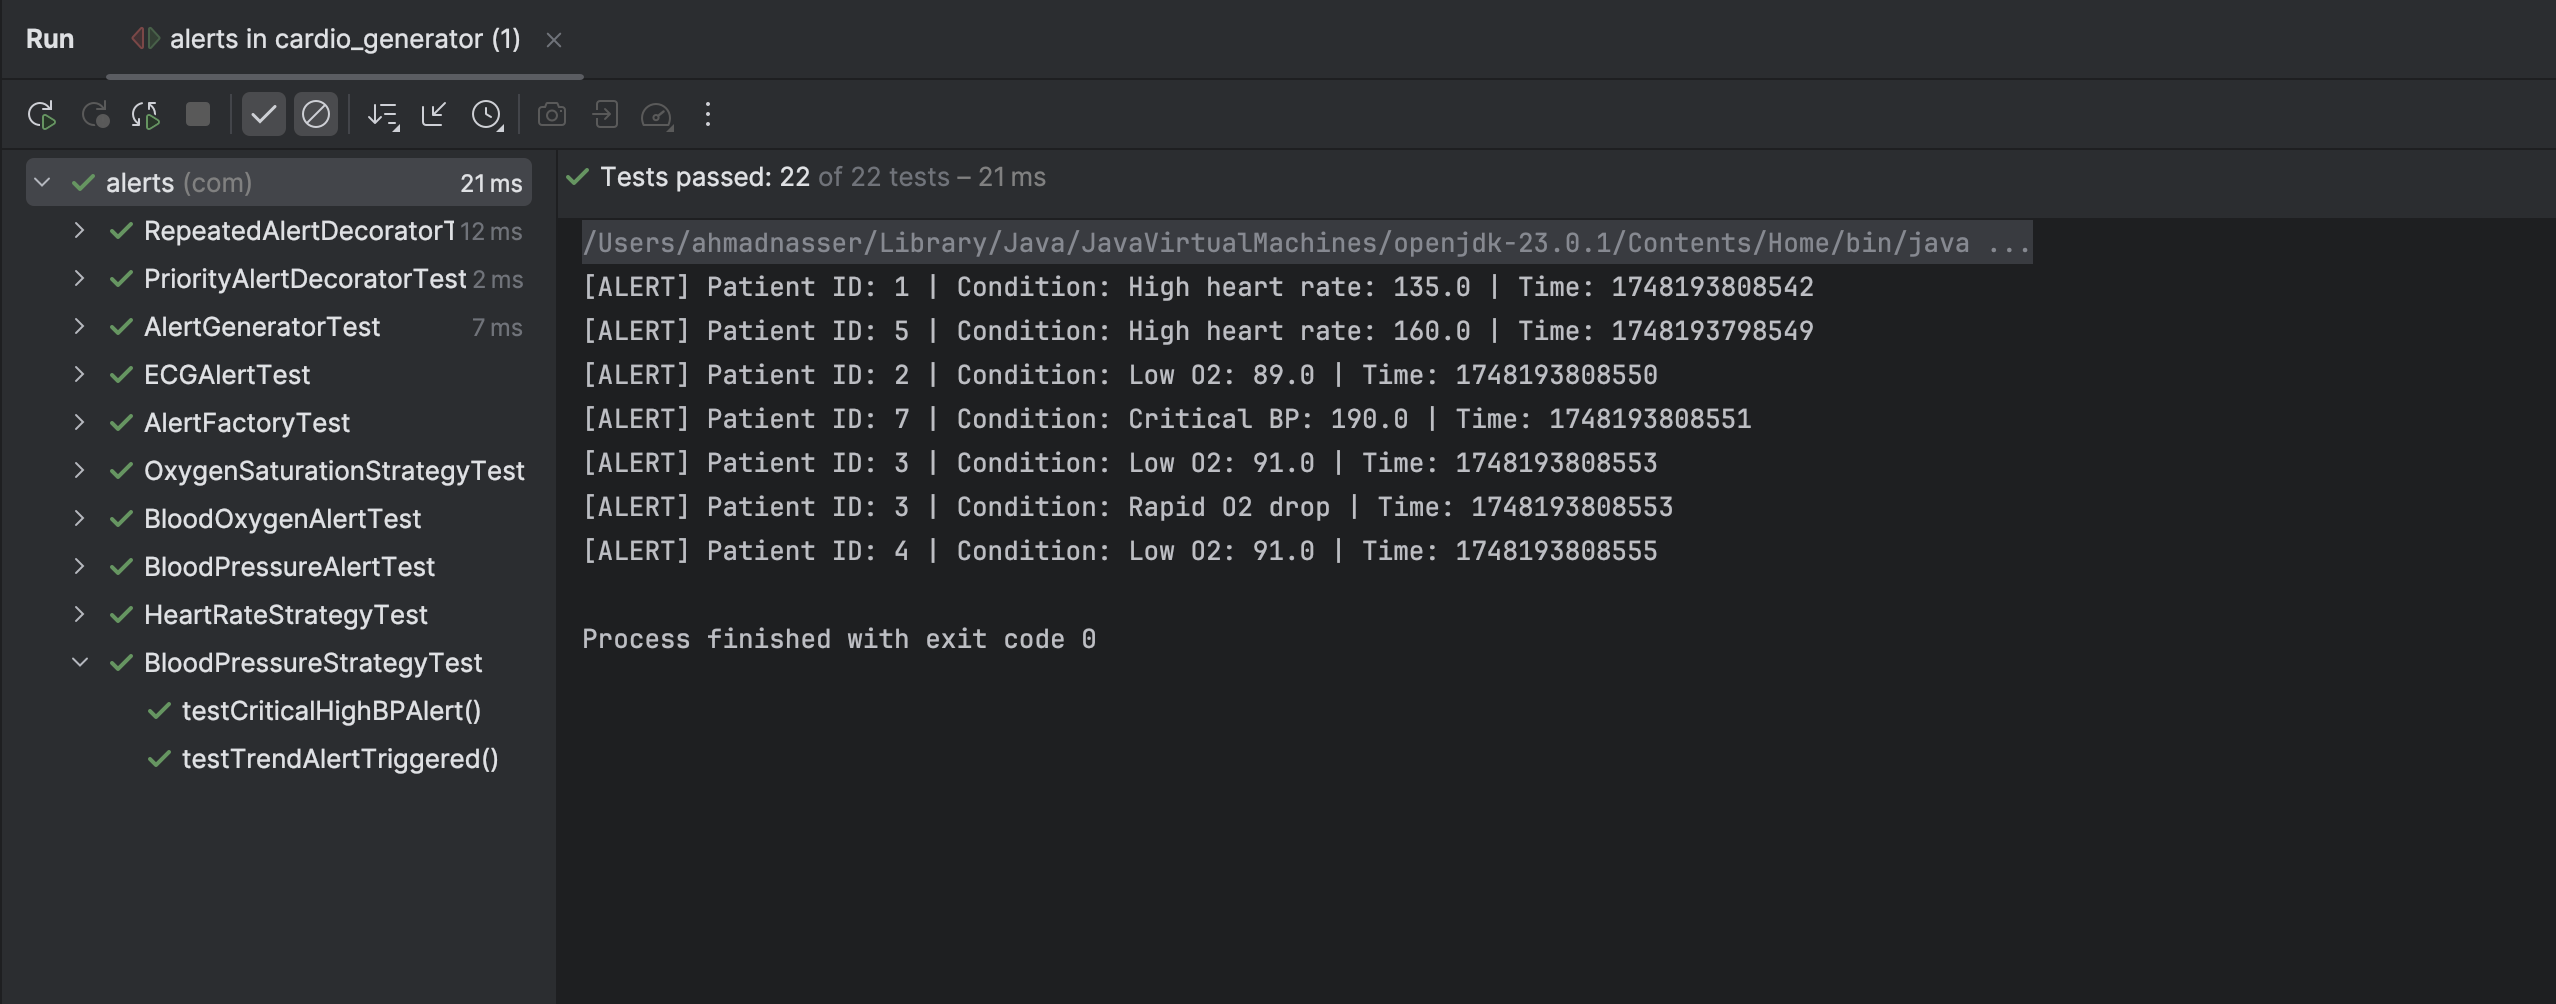 Run alerts in cardio_generator (1)
alerts (com) 21 ms
RepeatedAlertDecoratorT 12 ms
PriorityAlertDecoratorTest 2 ms
AlertGeneratorTest 7 ms
ECGAlertTest
AlertFactoryTest
OxygenSaturationStrategyTest
BloodOxygenAlertTest
BloodPressureAlertTest
HeartRateStrategyTest
BloodPressureStrategyTest
testCriticalHighBPAlert()
testTrendAlertTriggered()
Tests passed: 22 of 22 tests – 21 ms
/Users/ahmadnasser/Library/Java/JavaVirtualMachines/openjdk-23.0.1/Contents/Home/bin/java ...
[ALERT] Patient ID: 1 | Condition: High heart rate: 135.0 | Time: 1748193808542
[ALERT] Patient ID: 5 | Condition: High heart rate: 160.0 | Time: 1748193798549
[ALERT] Patient ID: 2 | Condition: Low O2: 89.0 | Time: 1748193808550
[ALERT] Patient ID: 7 | Condition: Critical BP: 190.0 | Time: 1748193808551
[ALERT] Patient ID: 3 | Condition: Low O2: 91.0 | Time: 1748193808553
[ALERT] Patient ID: 3 | Condition: Rapid O2 drop | Time: 1748193808553
[ALERT] Patient ID: 4 | Condition: Low O2: 91.0 | Time: 1748193808555
Process finished with exit code 0